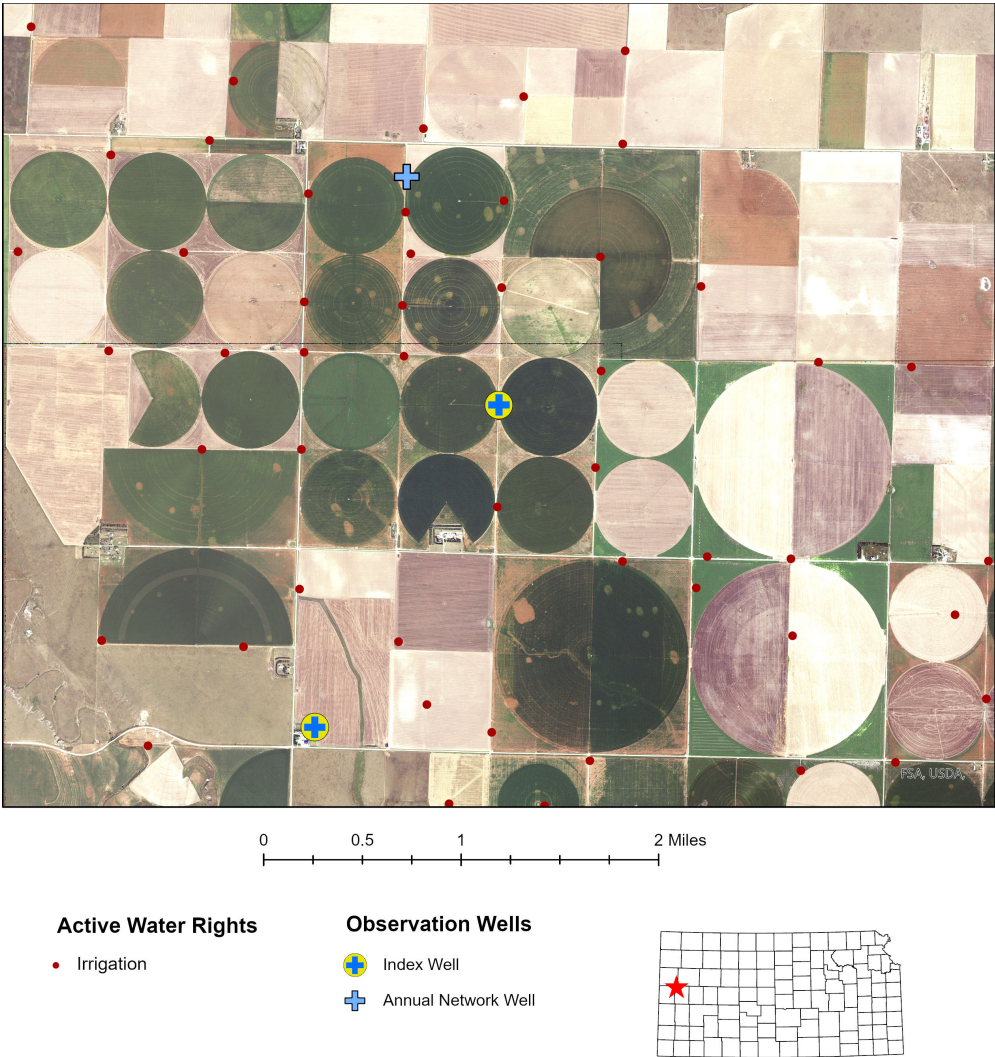 FSA, USDA,
0 0.5 1 2 Miles
Active Water Rights
Irrigation
Observation Wells
Index Well
Annual Network Well